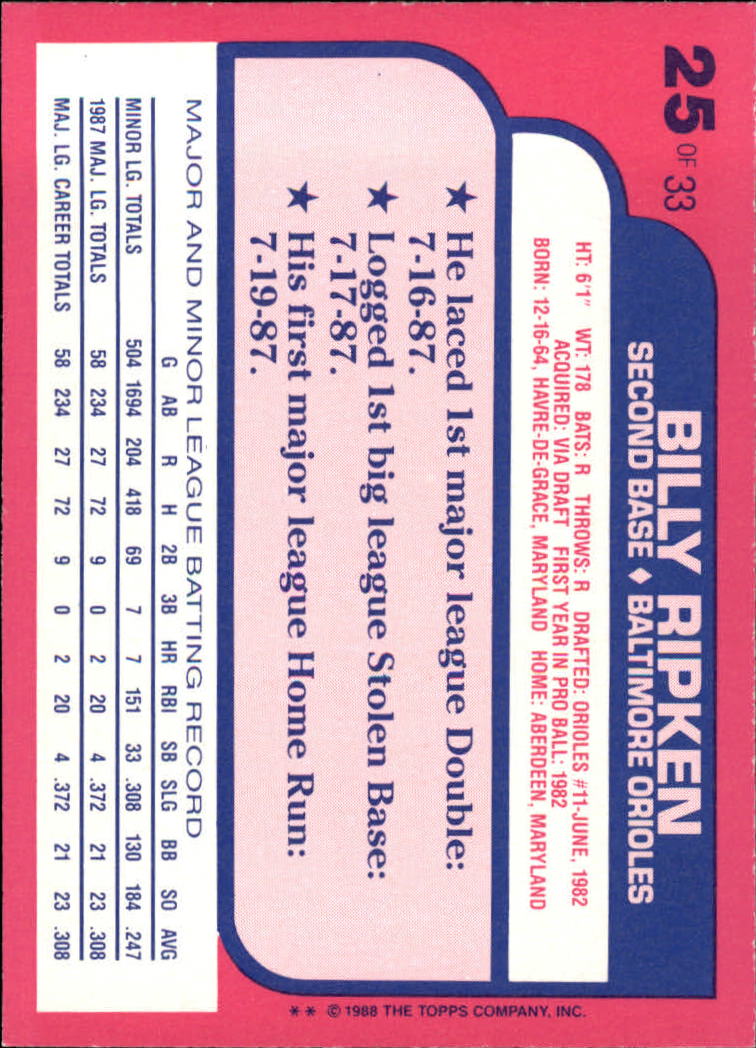 25 OF 33
BILLY RIPKEN
SECOND BASE ♦ BALTIMORE ORIOLES
HT: 6'1" WT: 178 BATS: R THROWS: R DRAFTED: ORIOLES #11-JUNE, 1982
ACQUIRED: VIA DRAFT FIRST YEAR IN PRO BALL: 1982
BORN: 12-16-64, HAVRE-DE-GRACE, MARYLAND HOME: ABERDEEN, MARYLAND
★ He laced 1st major league Double:
7-16-87.
★ Logged 1st big league Stolen Base:
7-17-87.
★ His first major league Home Run:
7-19-87.
MAJOR AND MINOR LEAGUE BATTING RECORD
G AB R H 2B 3B HR RBI SB SLG BB SO AVG
MINOR LG. TOTALS 504 1694 204 418 69 7 7 151 33 .308 130 184 .247
1987 MAJ. LG. TOTALS 58 234 27 72 9 0 2 20 4 .372 21 23 .308
MAJ. LG. CAREER TOTALS 58 234 27 72 9 0 2 20 4 .372 21 23 .308
** © 1988 THE TOPPS COMPANY, INC.